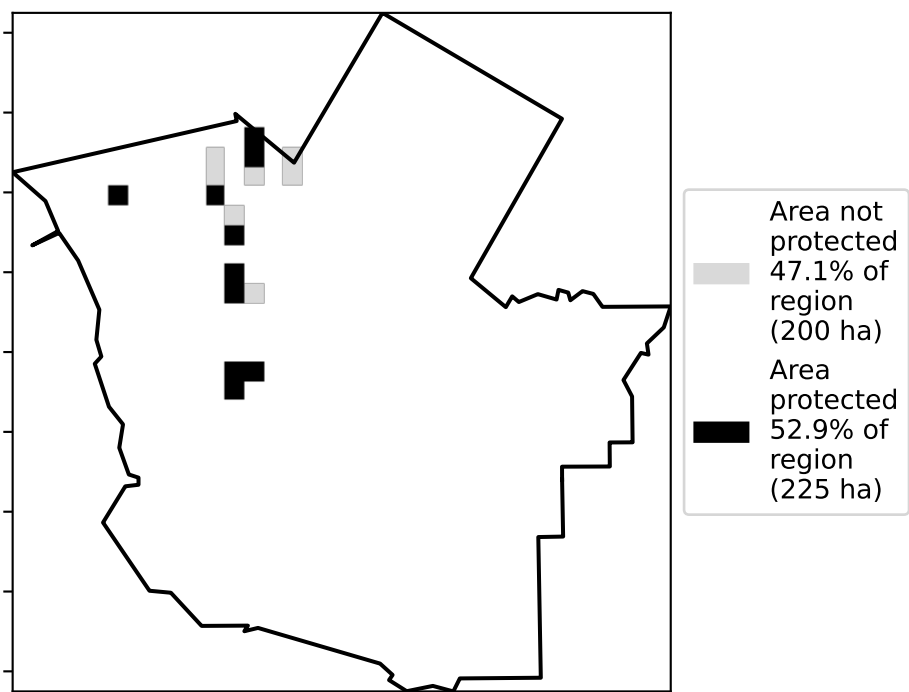 Area not
protected
47.1% of
region
(200 ha)
Area
protected
52.9% of
region
(225 ha)